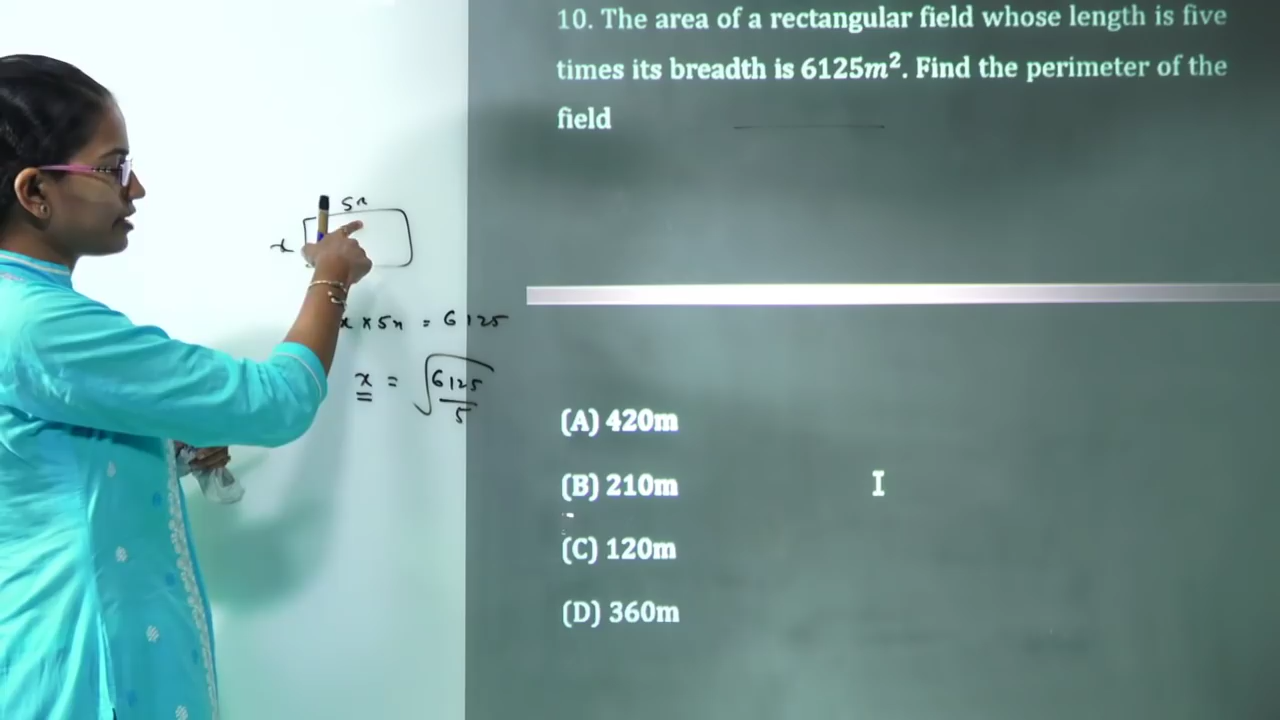 10. The area of a rectangular field whose length is five
times its breadth is 6125m². Find the perimeter of the
field
5x
x
x × 5x = 6125
x = √6125/5
(A) 420m
(B) 210m
(C) 120m
(D) 360m